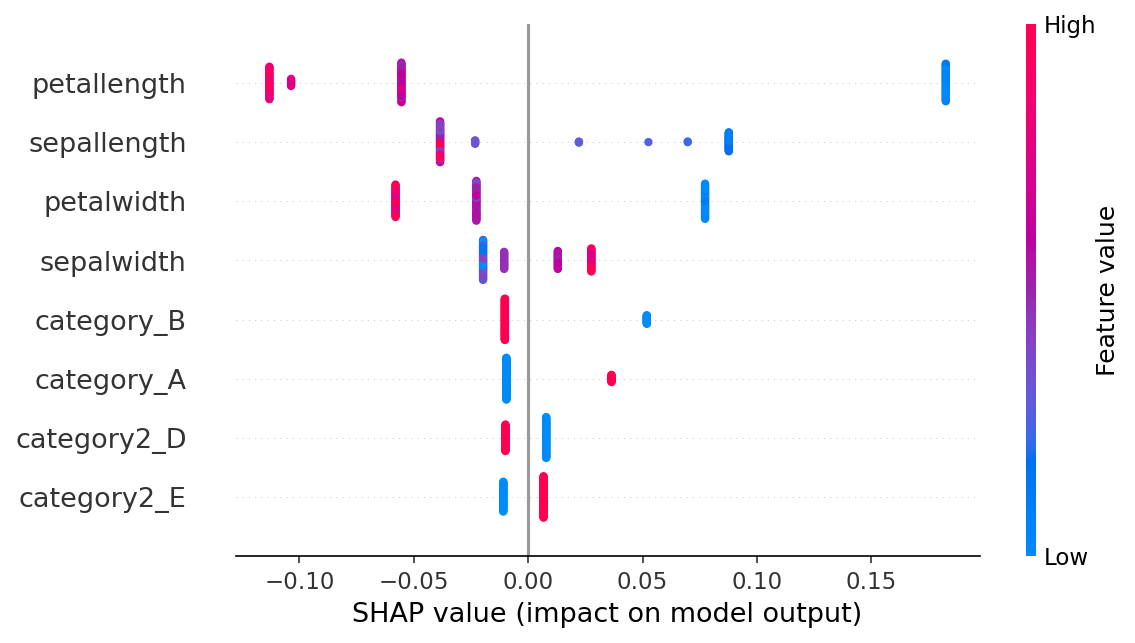 High
petallength
sepallength
petalwidth
sepalwidth
category_B
category_A
category2_D
category2_E
Feature value
Low
−0.10 −0.05 0.00 0.05 0.10 0.15
SHAP value (impact on model output)